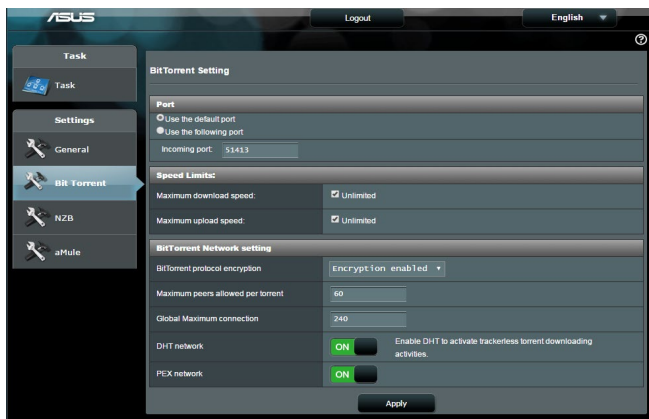 ASUS
Logout
English
Task
Task
Settings
General
Bit Torrent
NZB
aMule
BitTorrent Setting
Port
Use the default port
Use the following port
Incoming port: 51413
Speed Limits:
Maximum download speed: Unlimited
Maximum upload speed: Unlimited
BitTorrent Network setting
BitTorrent protocol encryption Encryption enabled
Maximum peers allowed per torrent 60
Global Maximum connection 240
DHT network ON Enable DHT to activate trackerless torrent downloading
activities.
PEX network ON
Apply